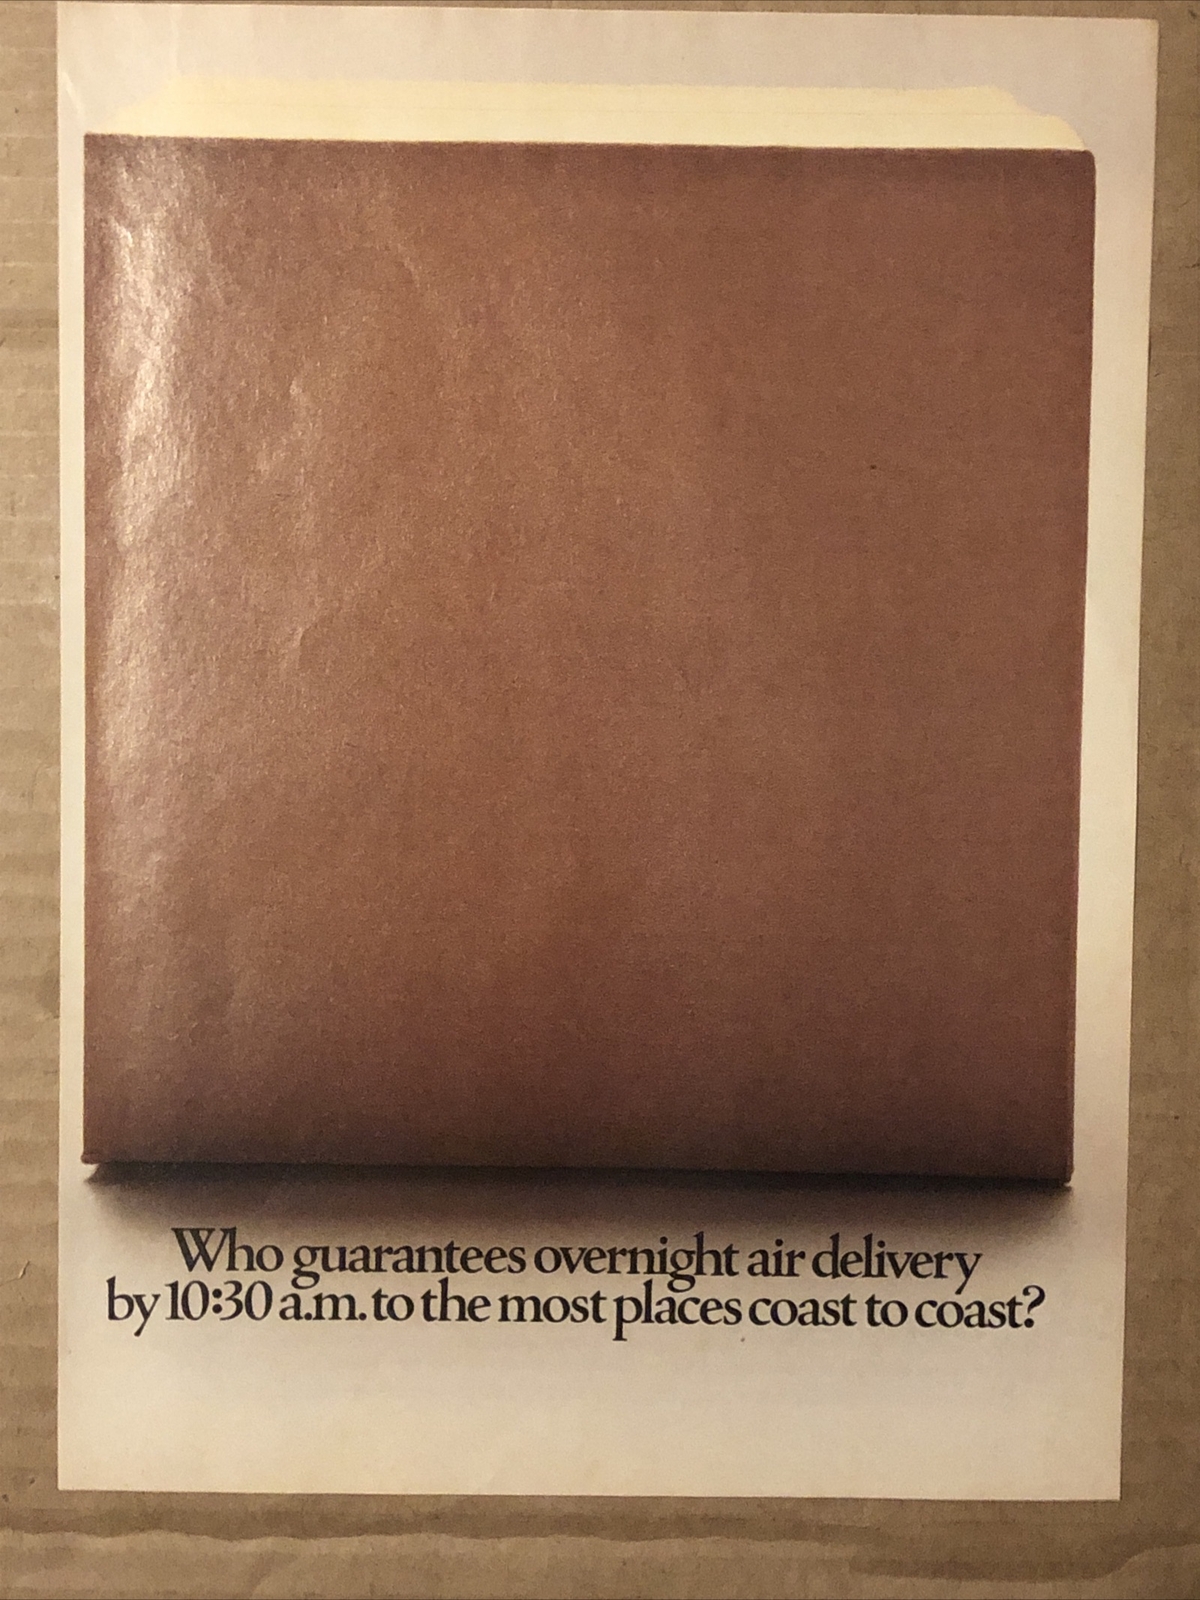 Who guarantees overnight air delivery
by 10:30 a.m. to the most places coast to coast?